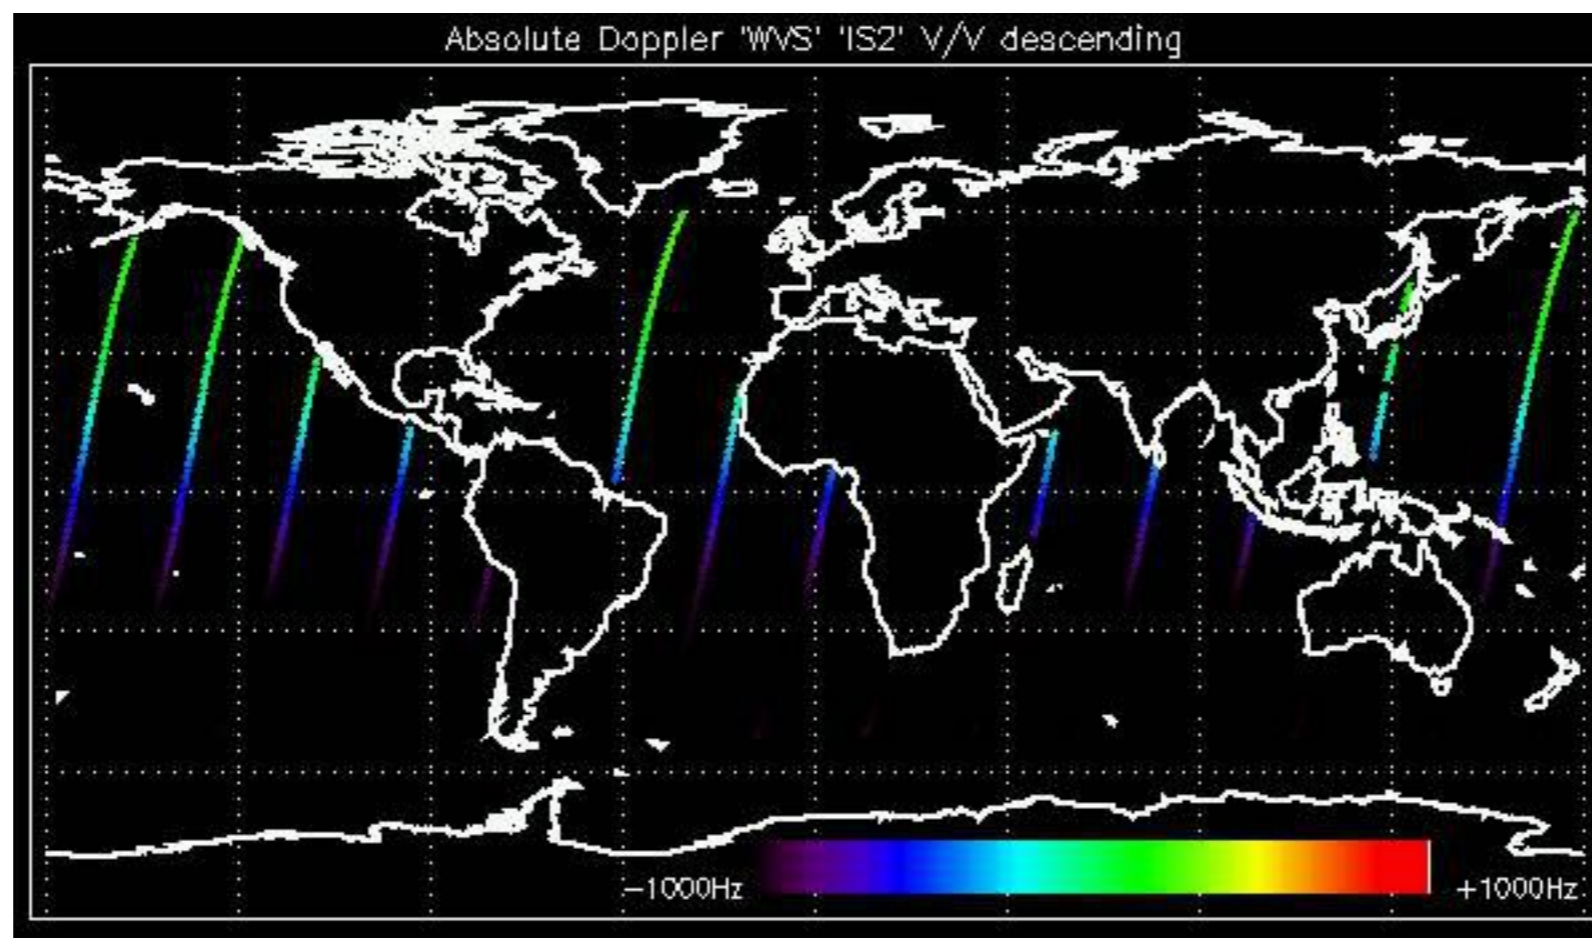 Absolute Doppler 'WVS' 'IS2' V/V descending
−1000Hz
+1000Hz